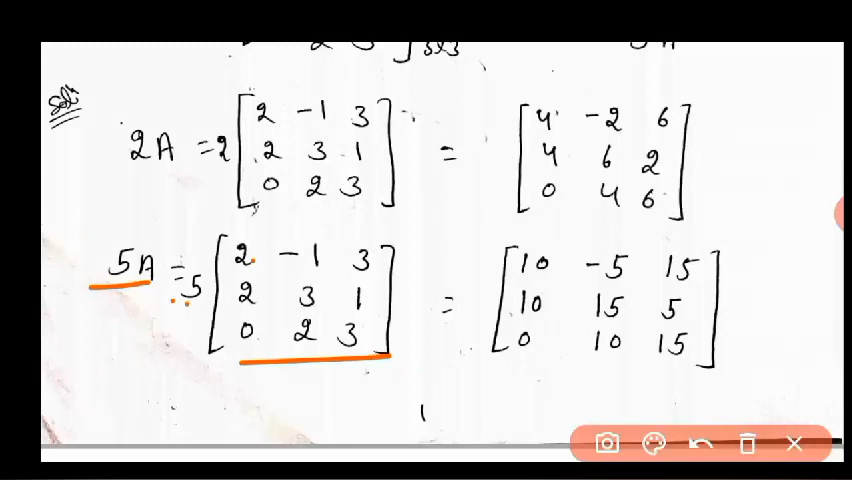 Sol:
2A = 2 [ 2 -1 3 = [ 4 -2 6
2 3 1 4 6 2
0 2 3 ] 0 4 6 ]
5A = 5 [ 2 -1 3 = [ 10 -5 15
2 3 1 10 15 5
0 2 3 ] 0 10 15 ]